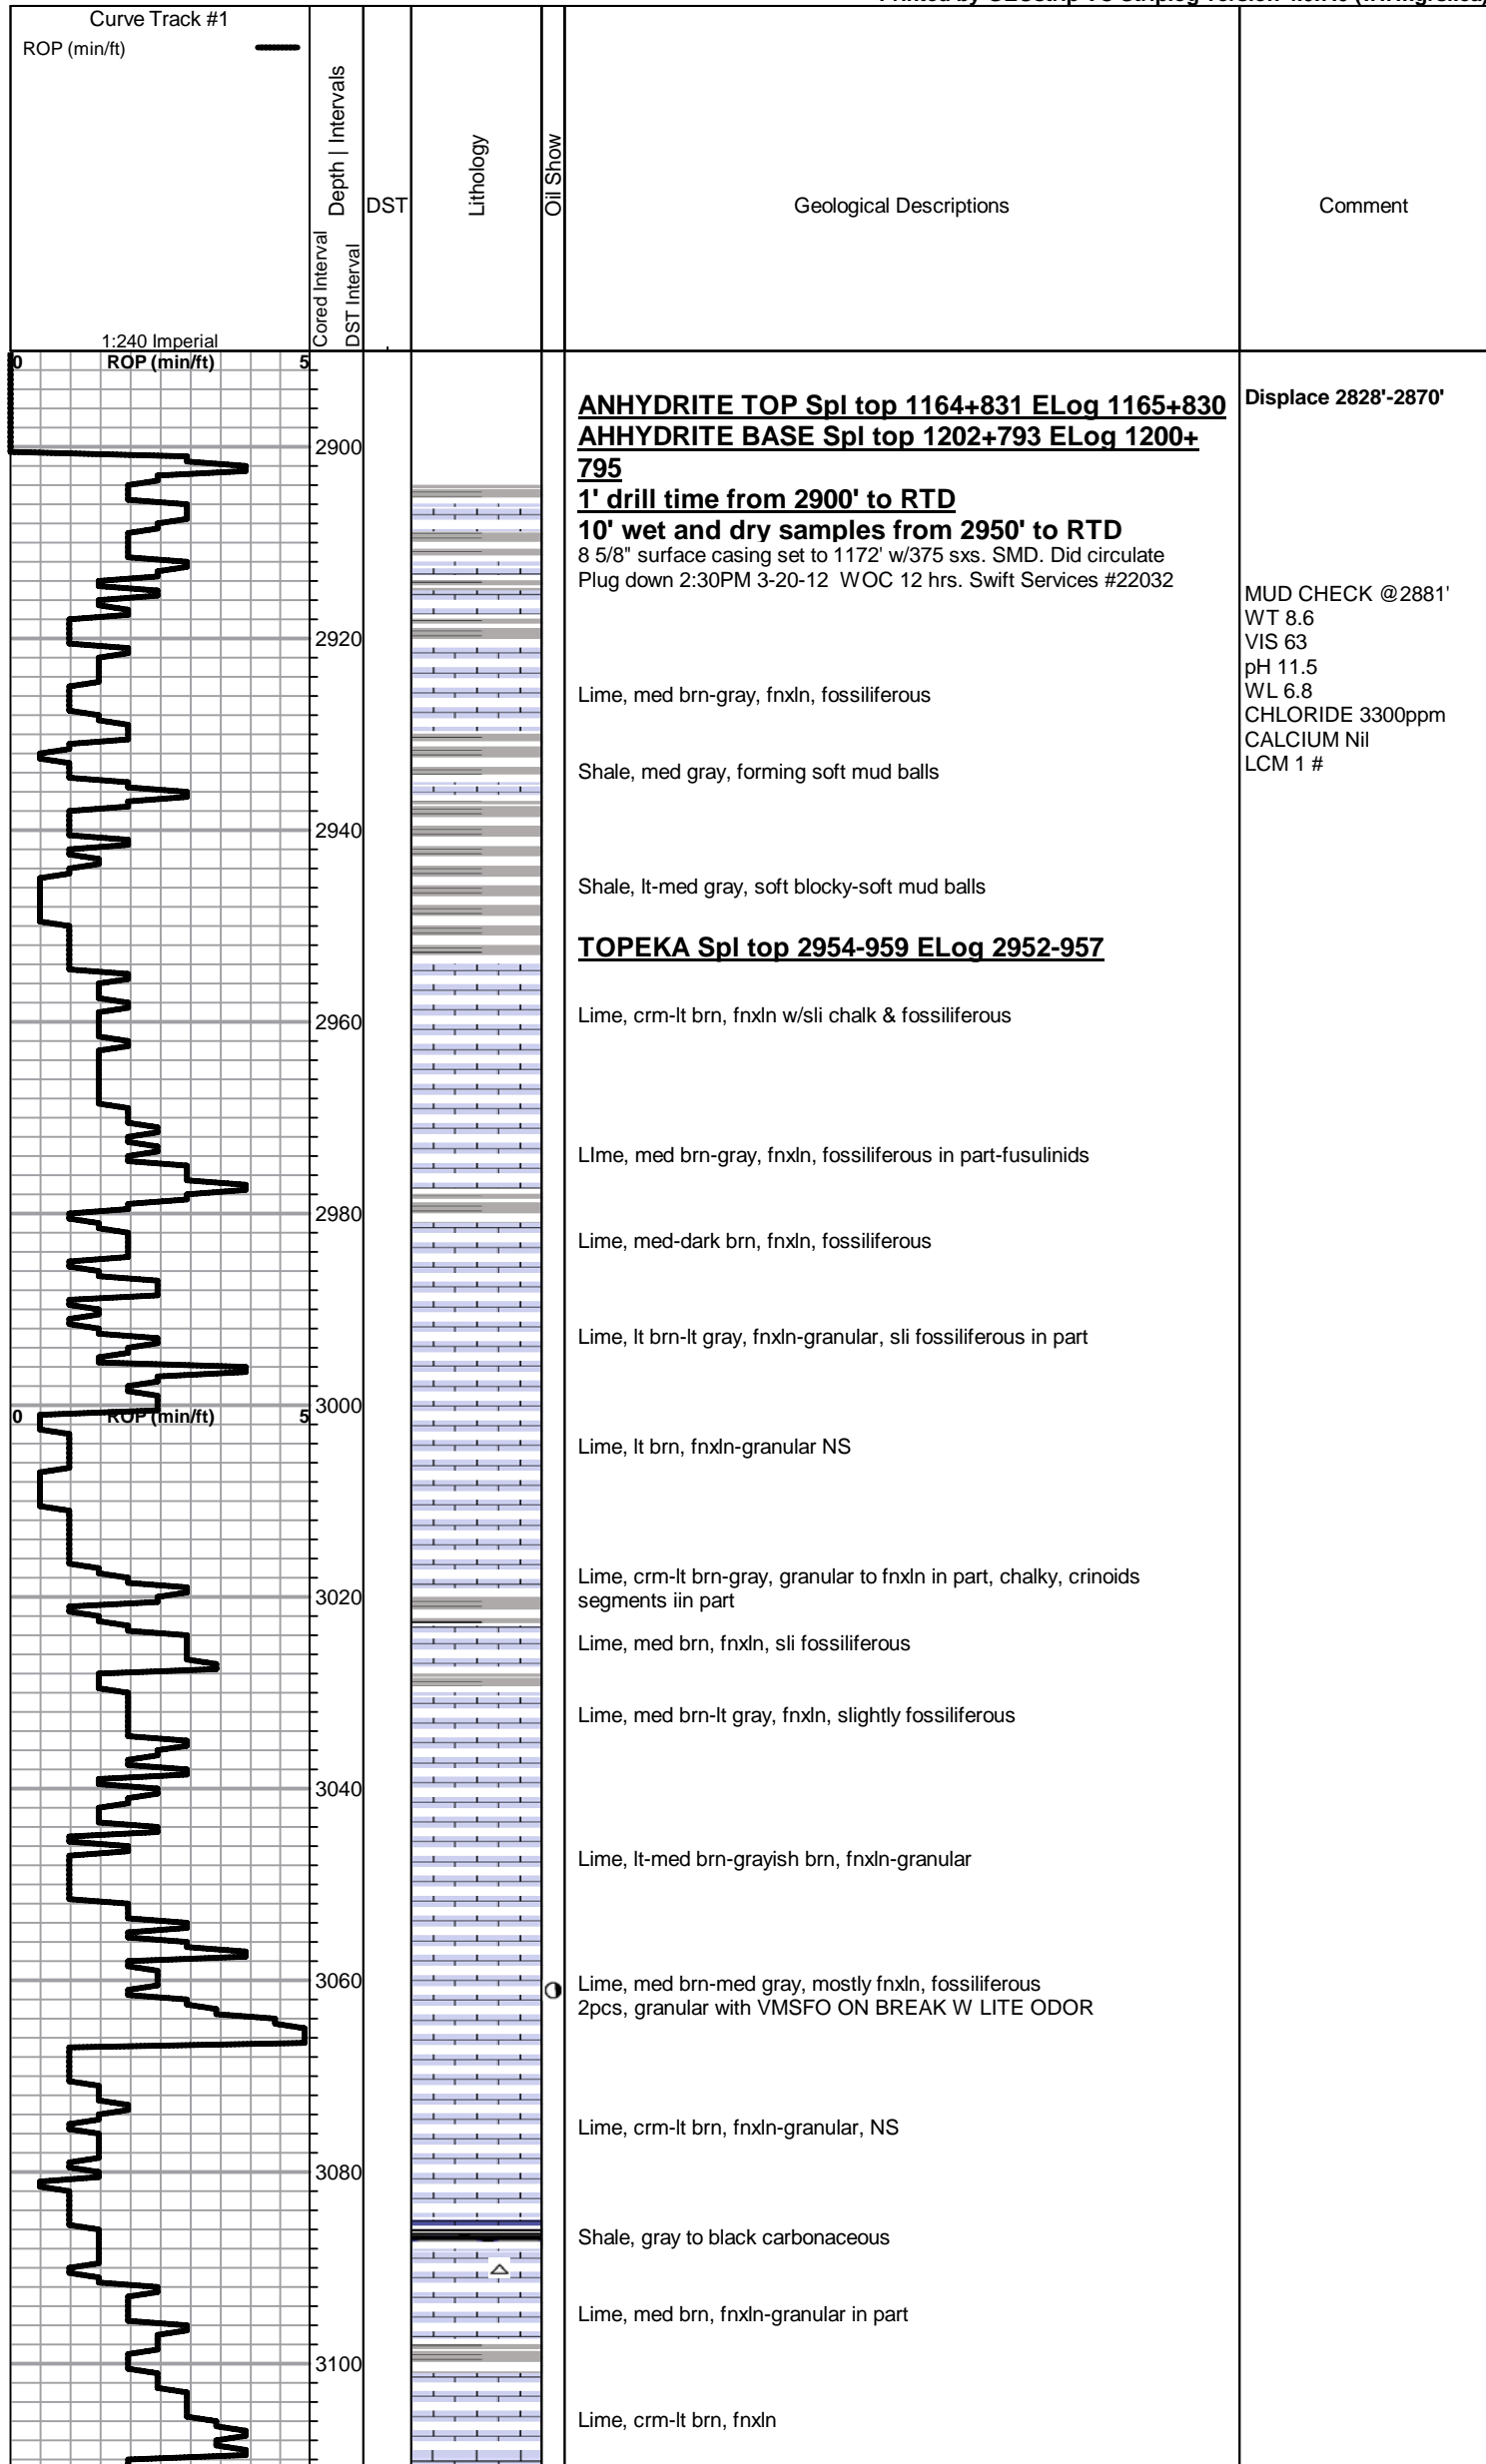 Curve Track #1
ROP (min/ft)
1:240 Imperial
Depth | Intervals
Cored Interval
DST Interval
DST
Lithology
Oil Show
Geological Descriptions
Comment
0 ROP (min/ft) 5
ANHYDRITE TOP Spl top 1164+831 ELog 1165+830
Displace 2828'-2870'
AHHYDRITE BASE Spl top 1202+793 ELog 1200+
795
2900
1' drill time from 2900' to RTD
10' wet and dry samples from 2950' to RTD
8 5/8" surface casing set to 1172' w/375 sxs. SMD. Did circulate
Plug down 2:30PM 3-20-12 WOC 12 hrs. Swift Services #22032
MUD CHECK @2881'
WT 8.6
VIS 63
pH 11.5
WL 6.8
CHLORIDE 3300ppm
CALCIUM Nil
LCM 1 #
2920
Lime, med brn-gray, fnxln, fossiliferous
Shale, med gray, forming soft mud balls
2940
Shale, lt-med gray, soft blocky-soft mud balls
TOPEKA Spl top 2954-959 ELog 2952-957
2960
Lime, crm-lt brn, fnxln w/sli chalk & fossiliferous
LIme, med brn-gray, fnxln, fossiliferous in part-fusulinids
2980
Lime, med-dark brn, fnxln, fossiliferous
Lime, lt brn-lt gray, fnxln-granular, sli fossiliferous in part
3000
0 ROP (min/ft) 5
Lime, lt brn, fnxln-granular NS
Lime, crm-lt brn-gray, granular to fnxln in part, chalky, crinoids
segments iin part
3020
Lime, med brn, fnxln, sli fossiliferous
Lime, med brn-lt gray, fnxln, slightly fossiliferous
3040
Lime, lt-med brn-grayish brn, fnxln-granular
3060
Lime, med brn-med gray, mostly fnxln, fossiliferous
2pcs, granular with VMSFO ON BREAK W LITE ODOR
Lime, crm-lt brn, fnxln-granular, NS
3080
Shale, gray to black carbonaceous
Lime, med brn, fnxln-granular in part
3100
Lime, crm-lt brn, fnxln